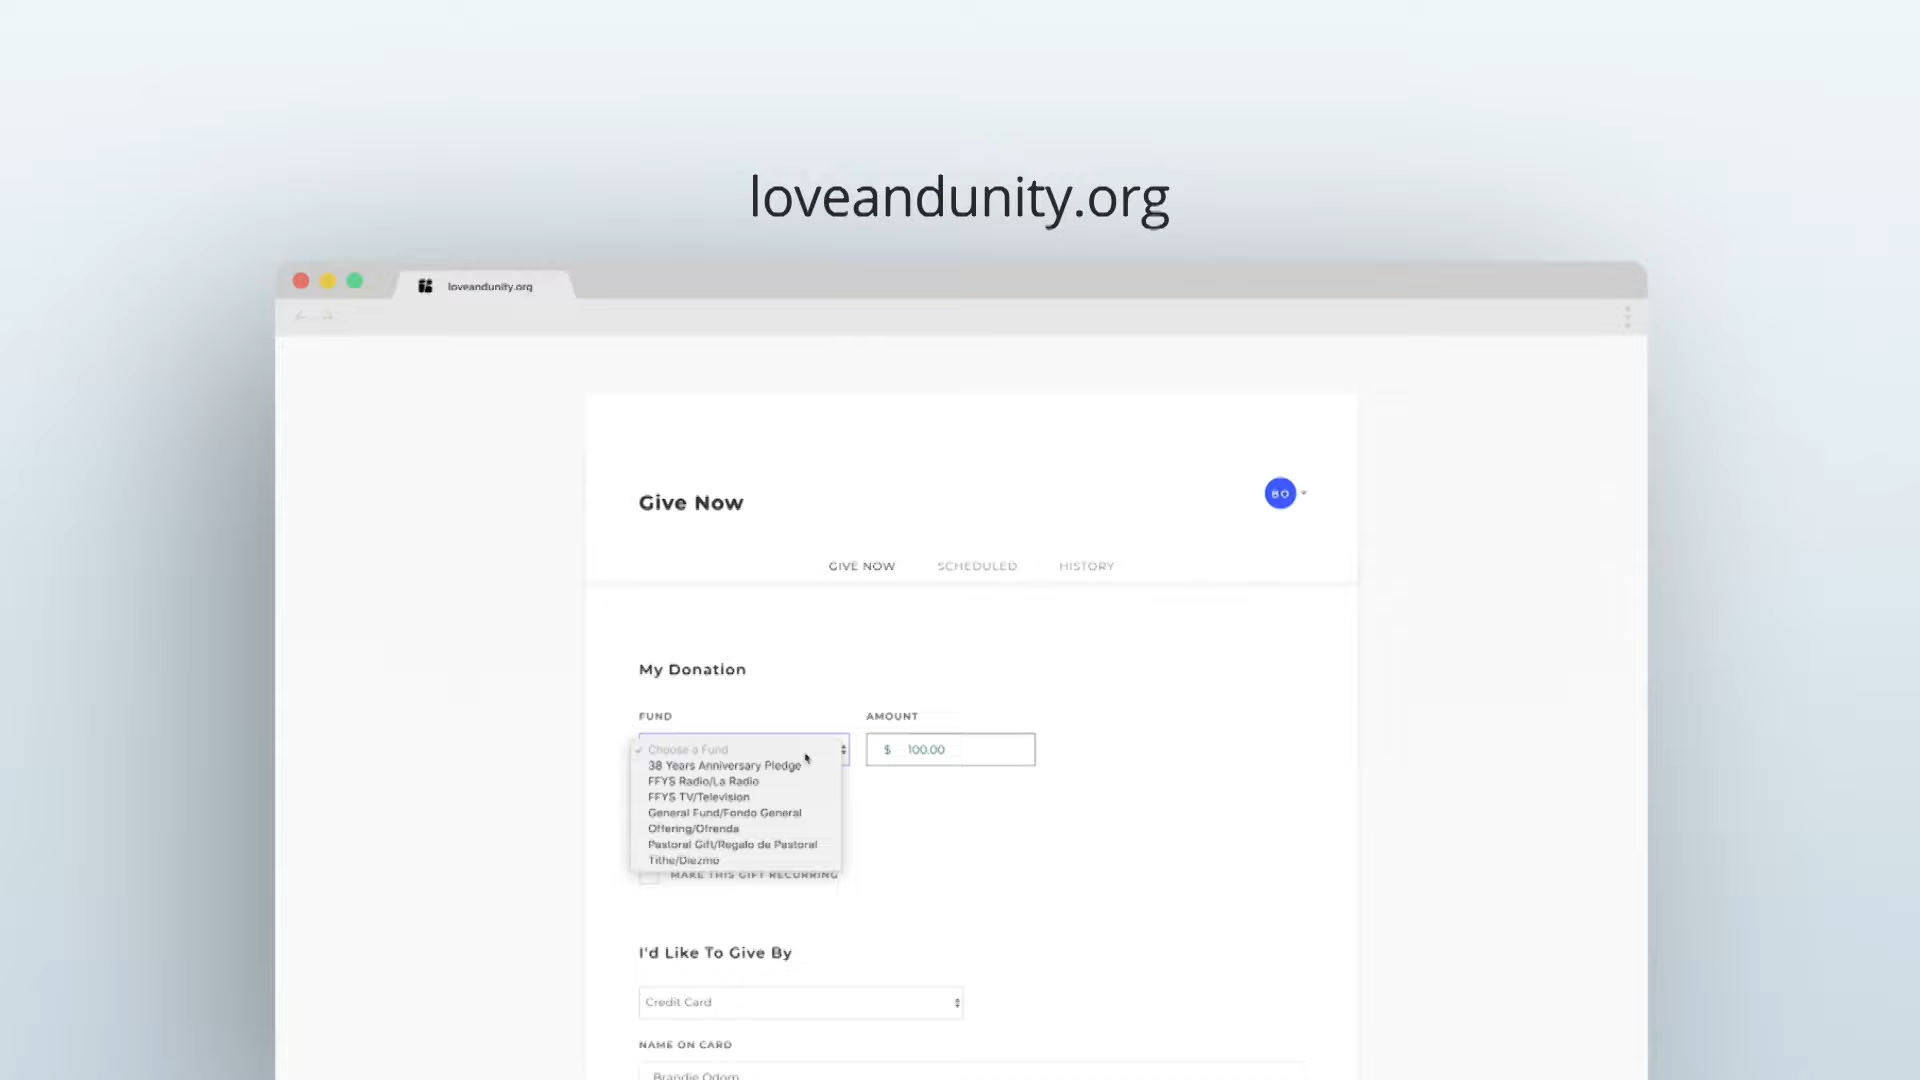 loveandunity.org
loveandunity.org
Give Now
BO
GIVE NOW SCHEDULED HISTORY
My Donation
FUND AMOUNT
Choose a Fund $ 100.00
38 Years Anniversary Pledge
FFYS Radio/La Radio
FFYS TV/Television
General Fund/Fondo General
Offering/Ofrenda
Pastoral Gift/Regalo de Pastoral
Tithe/Diezmo
MAKE THIS GIFT RECURRING
I'd Like To Give By
Credit Card
NAME ON CARD
Brandie Odom